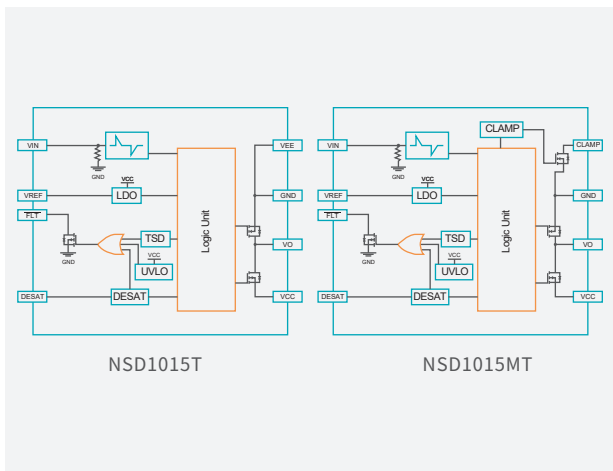 VIN
VEE
GND
VCC
VREF
LDO
GND
FLT
Logic Unit
TSD
VCC
UVLO
GND
VO
DESAT
DESAT
VCC
NSD1015T
CLAMP
VIN
CLAMP
GND
VCC
VREF
LDO
GND
FLT
Logic Unit
TSD
VCC
UVLO
GND
VO
DESAT
DESAT
VCC
NSD1015MT